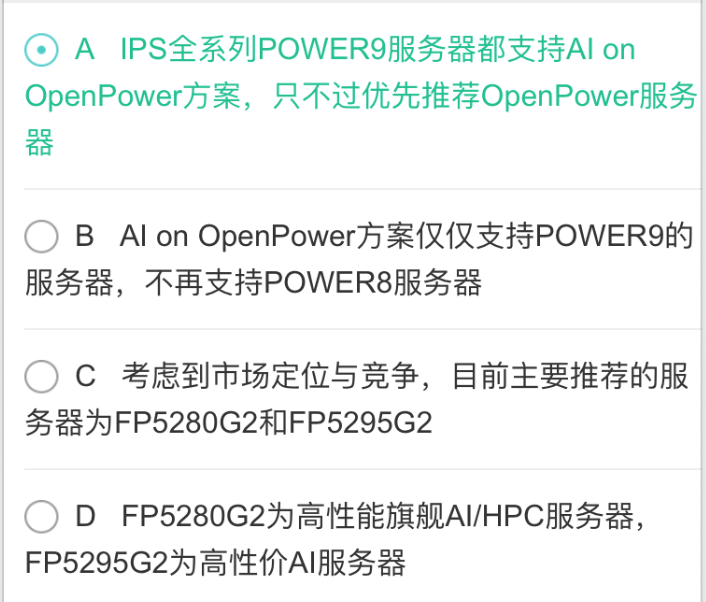 A IPS全系列POWER9服务器都支持AI on
OpenPower方案，只不过优先推荐OpenPower服务
器
B AI on OpenPower方案仅仅支持POWER9的
服务器，不再支持POWER8服务器
C 考虑到市场定位与竞争，目前主要推荐的服
务器为FP5280G2和FP5295G2
D FP5280G2为高性能旗舰AI/HPC服务器，
FP5295G2为高性价AI服务器